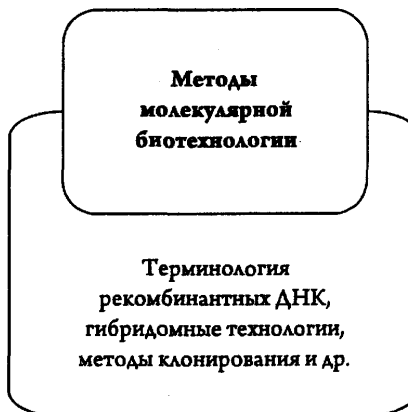 Методы
молекулярной
биотехнологии
Терминология
рекомбинантных ДНК,
гибридомные технологии,
методы клонирования и др.